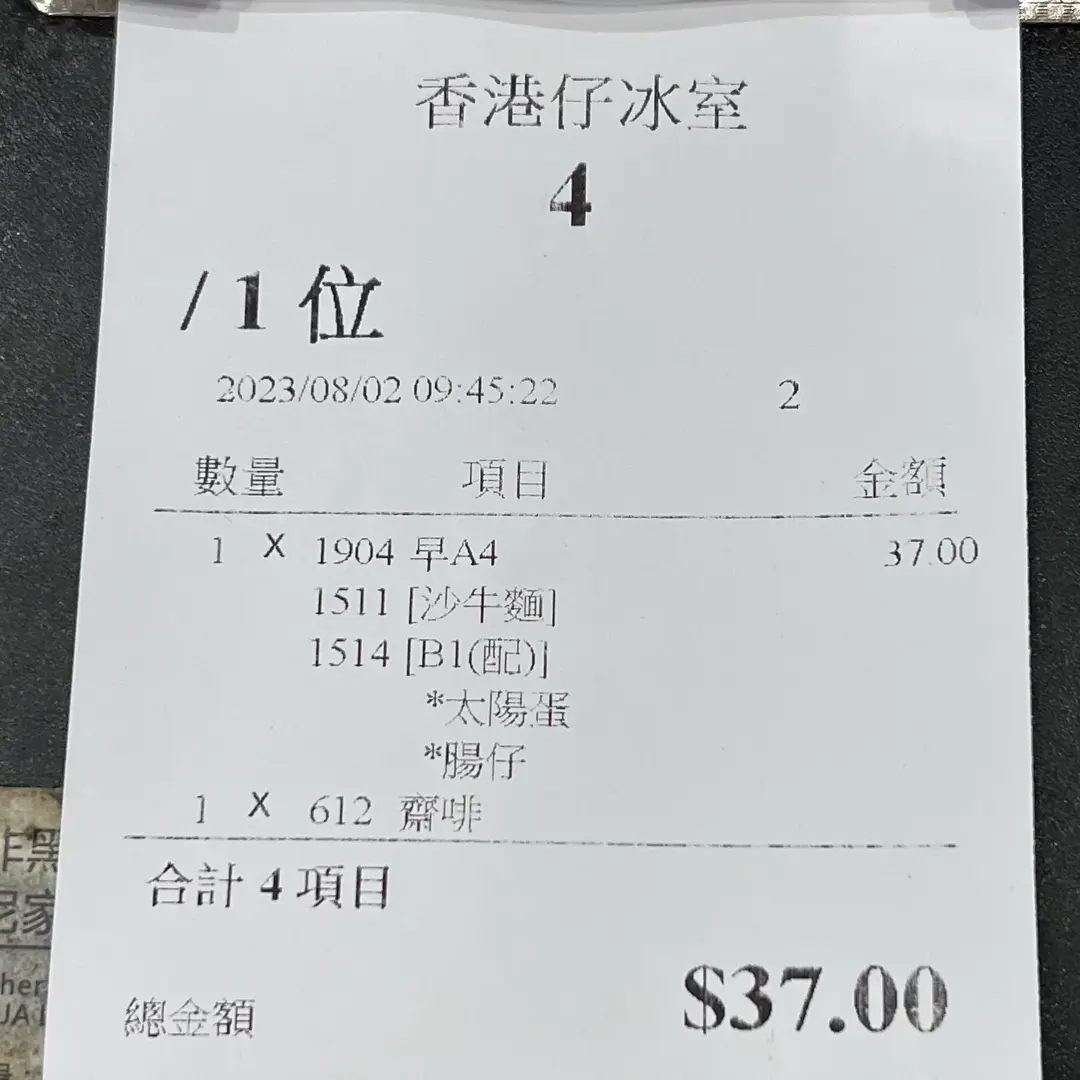 香港仔冰室
4
/ 1 位
2023/08/02 09:45:22 2
數量 項目 金額
1 X 1904 早A4 37.00
1511 [沙牛麵]
1514 [B1(配)]
*太陽蛋
*腸仔
1 X 612 齋啡
合計 4 項目
總金額 $37.00